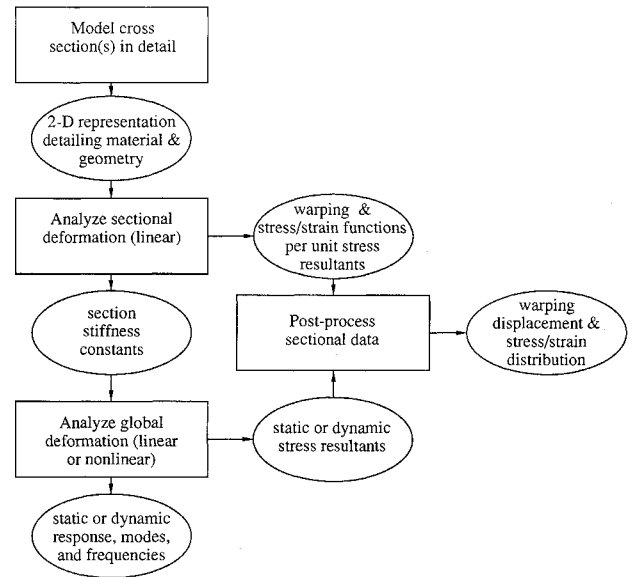 Model cross
section(s) in detail
2-D representation
detailing material &
geometry
Analyze sectional
deformation (linear)
warping &
stress/strain functions
per unit stress
resultants
section
stiffness
constants
Post-process
sectional data
warping
displacement &
stress/strain
distribution
Analyze global
deformation (linear
or nonlinear)
static or dynamic
stress resultants
static or dynamic
response, modes,
and frequencies